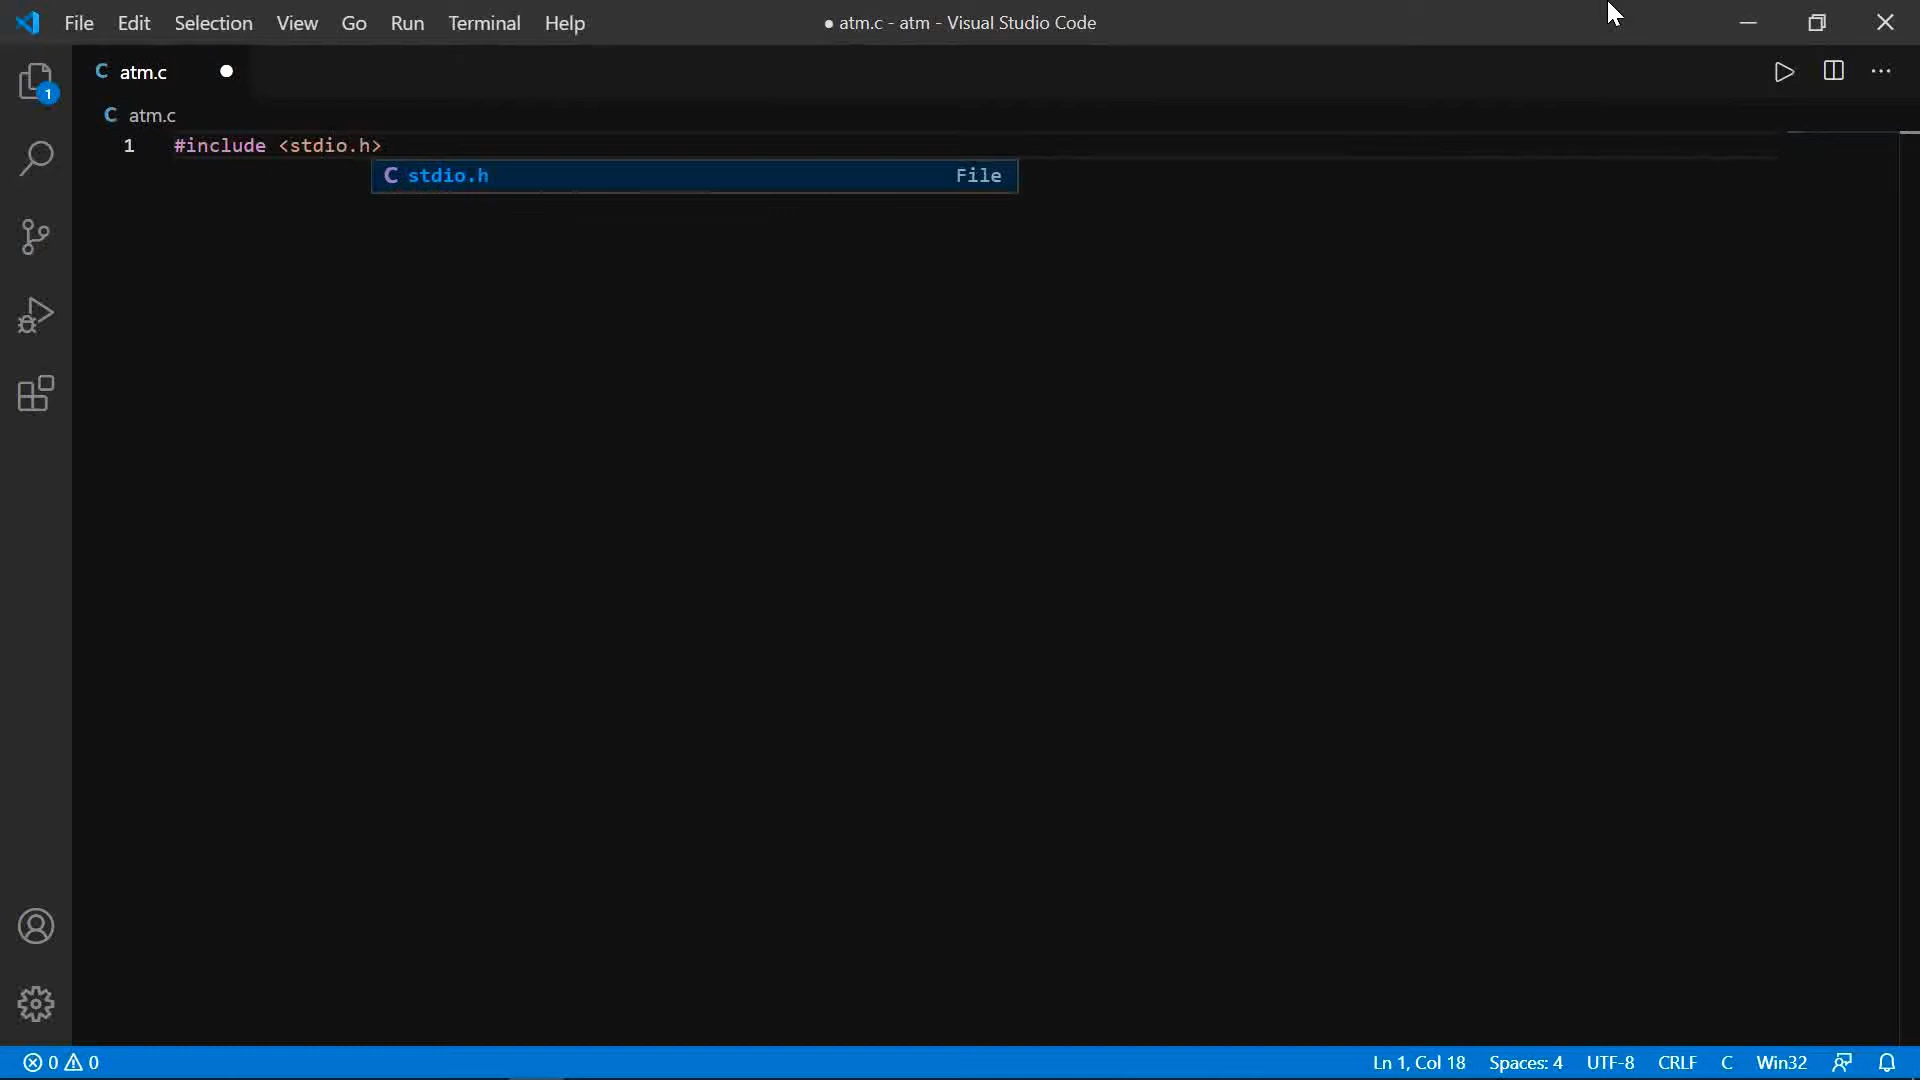 File Edit Selection View Go Run Terminal Help
● atm.c - atm - Visual Studio Code
C atm.c ●
1
C atm.c
1 #include <stdio.h>
C stdio.h File
0 0
Ln 1, Col 18 Spaces: 4 UTF-8 CRLF C Win32